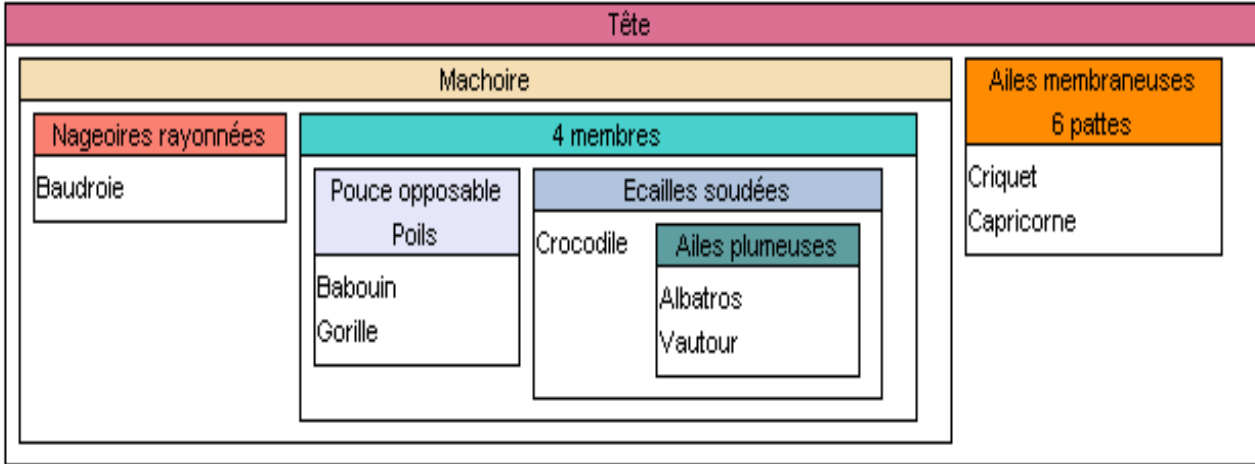 Tête
Machoire
Ailes membraneuses
6 pattes
Nageoires rayonnées
4 membres
Baudroie
Pouce opposable
Poils
Ecailles soudées
Criquet
Capricorne
Crocodile
Ailes plumeuses
Babouin
Gorille
Albatros
Vautour